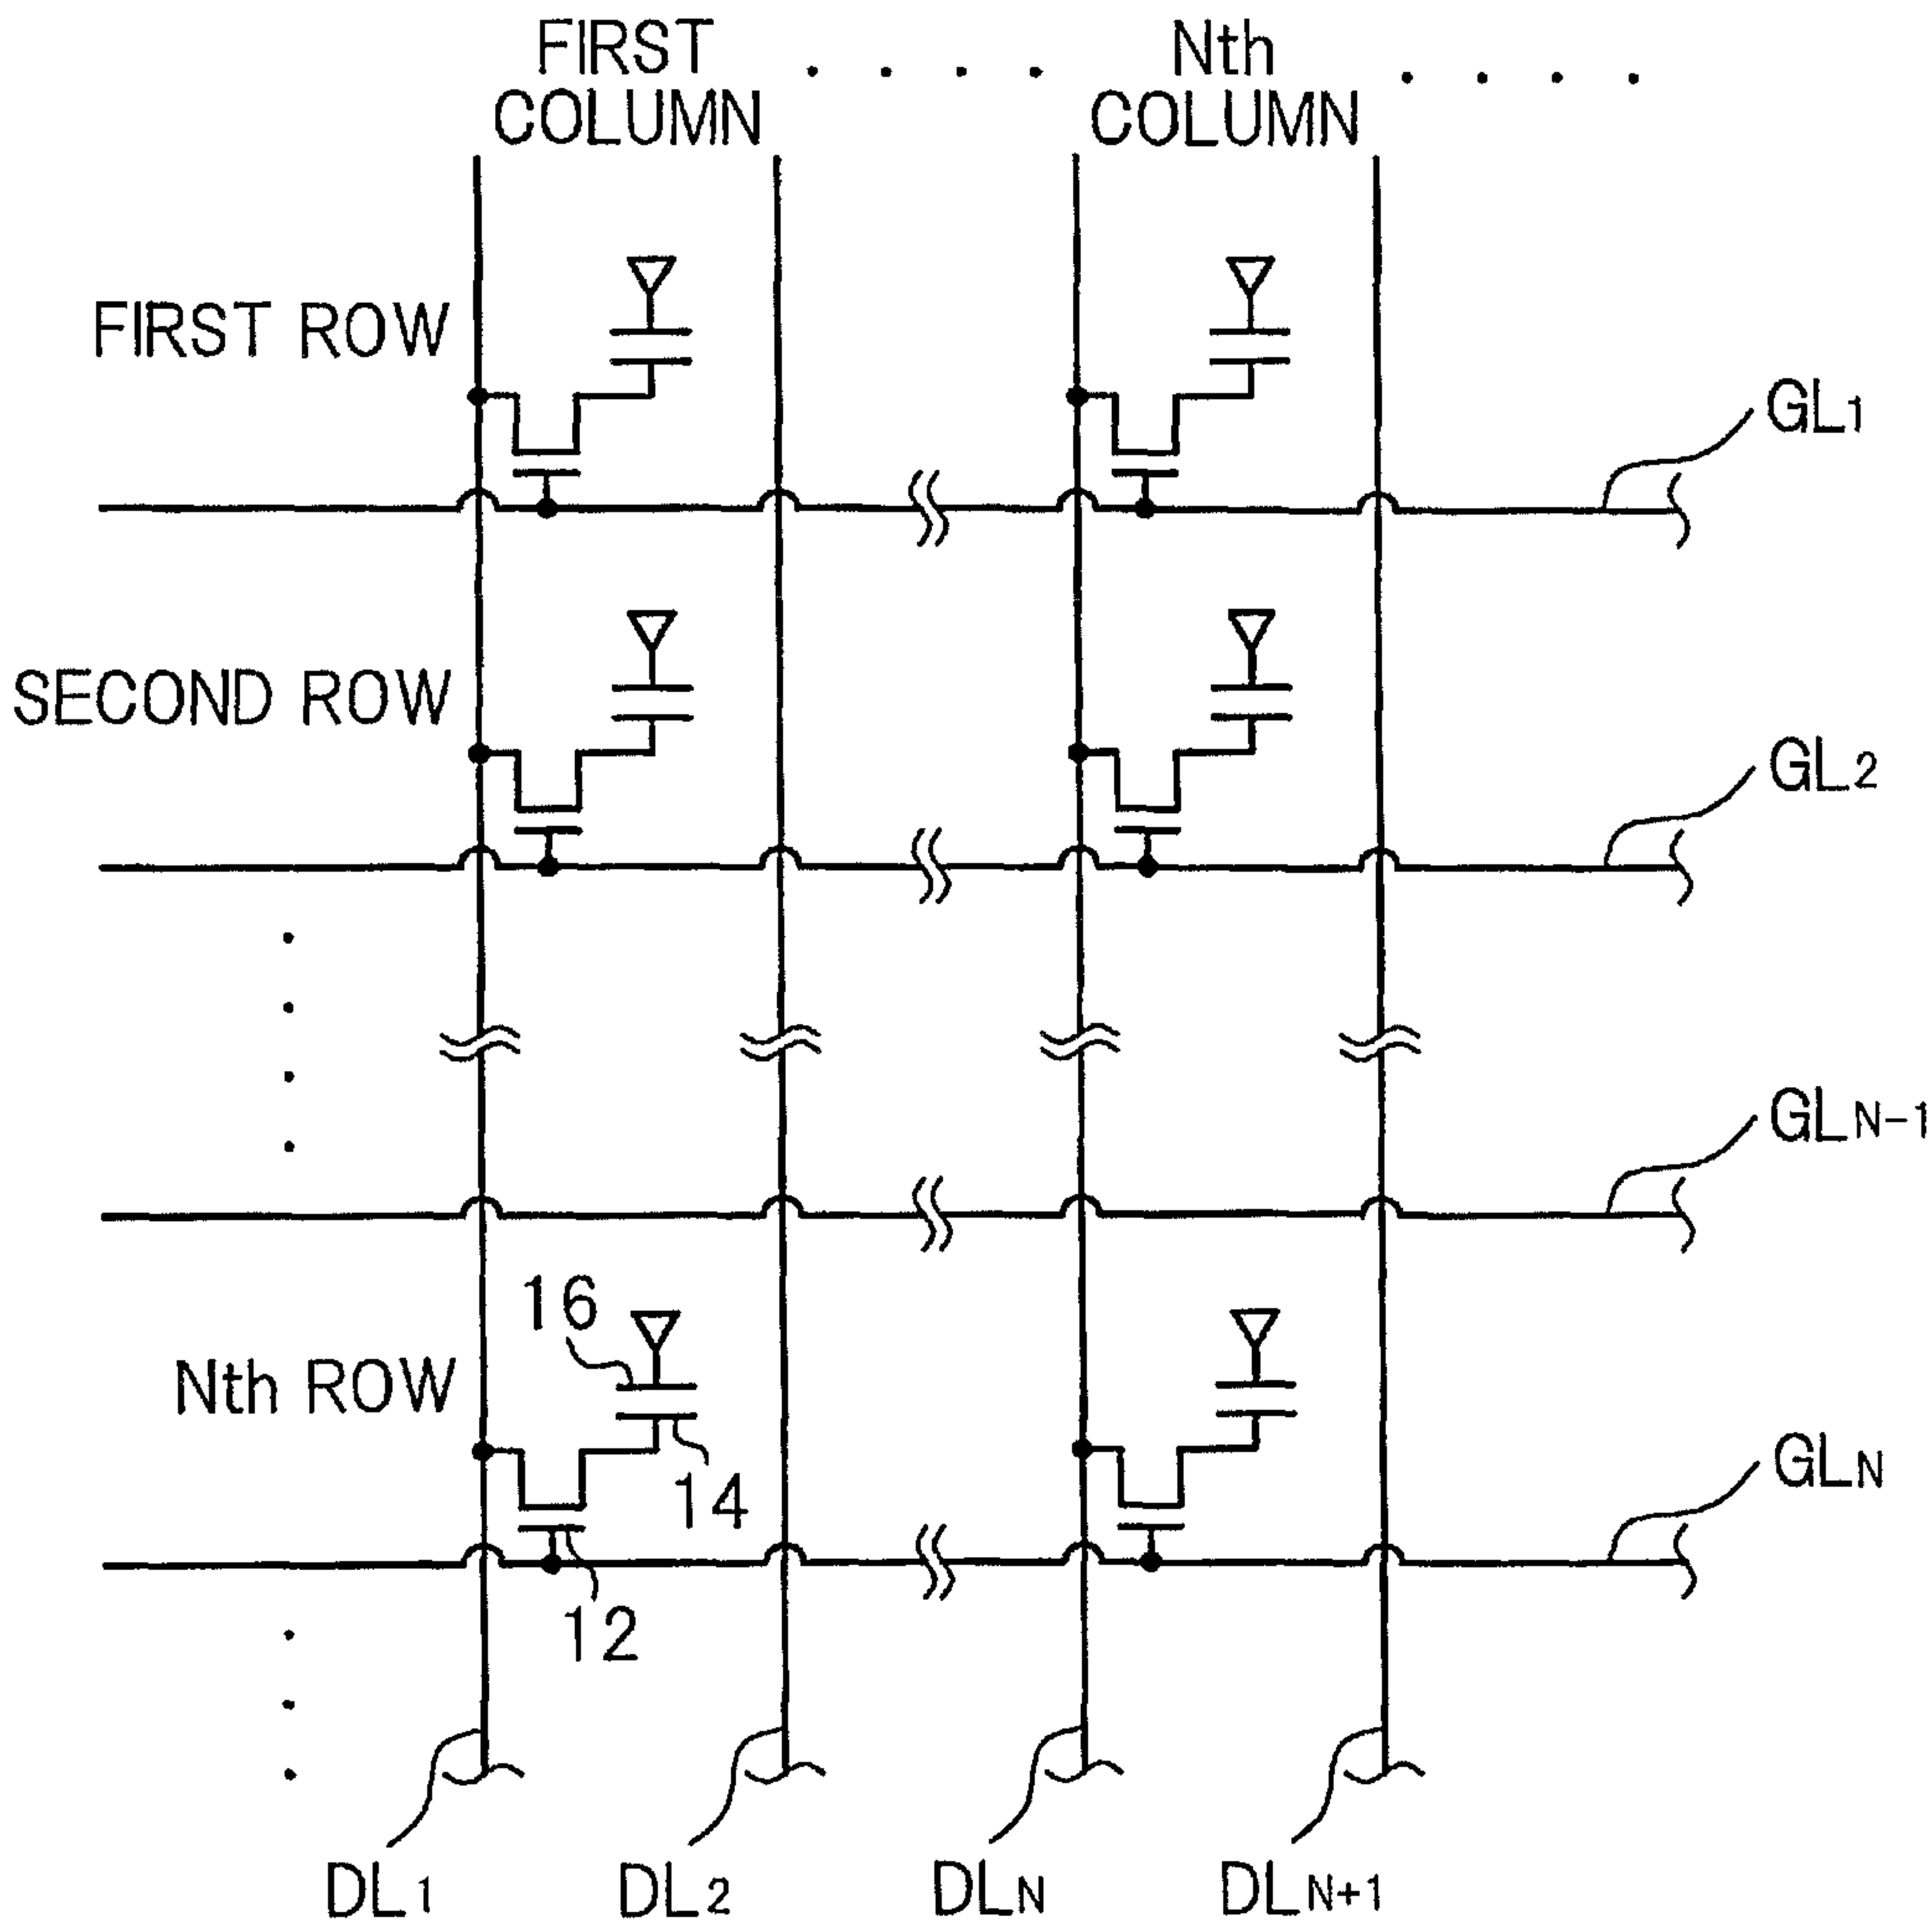 FIRST COLUMN
. . . .
Nth COLUMN
. . . .
FIRST ROW
GL1
SECOND ROW
GL2
GLN-1
16
Nth ROW
14
GLN
12
DL1
DL2
DLN
DLN+1